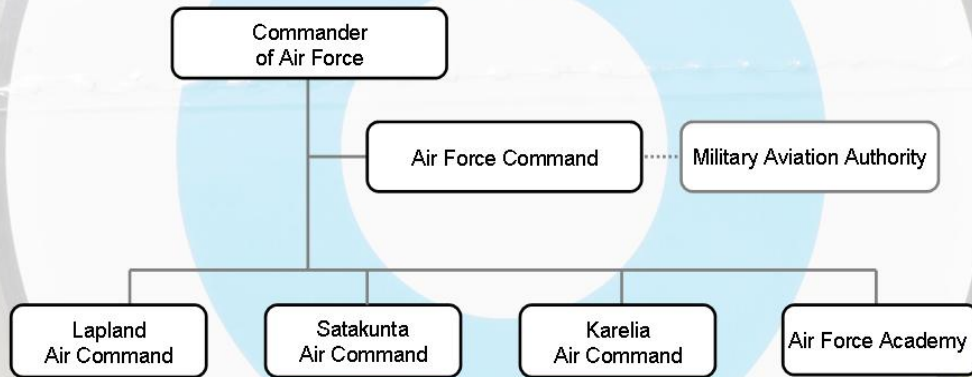 Commander
of Air Force
Air Force Command
Military Aviation Authority
Lapland
Air Command
Satakunta
Air Command
Karelia
Air Command
Air Force Academy